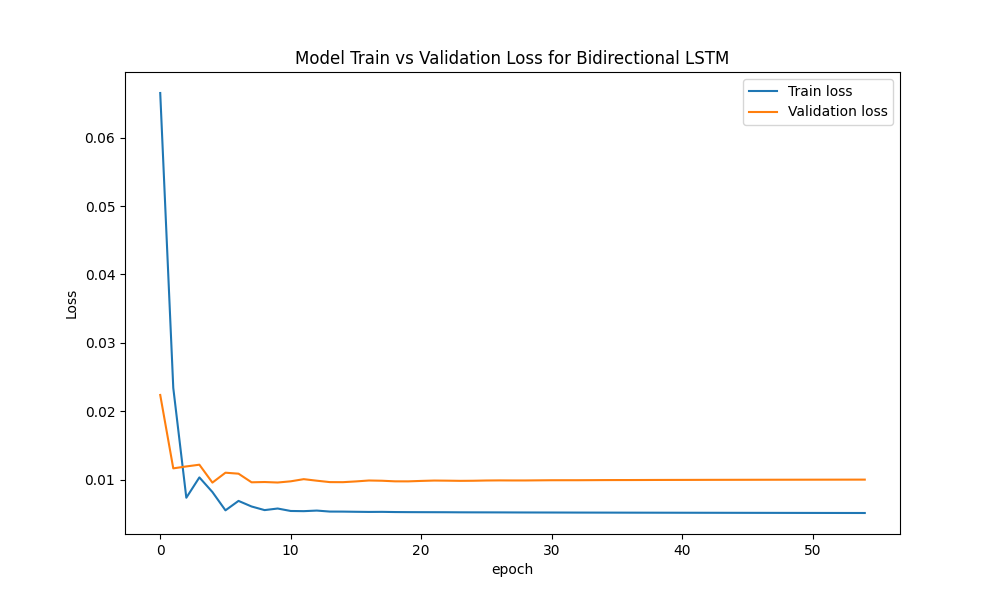 Model Train vs Validation Loss for Bidirectional LSTM
Train loss
Validation loss
0.06
0.05
0.04
0.03
0.02
0.01
Loss
0 10 20 30 40 50
epoch